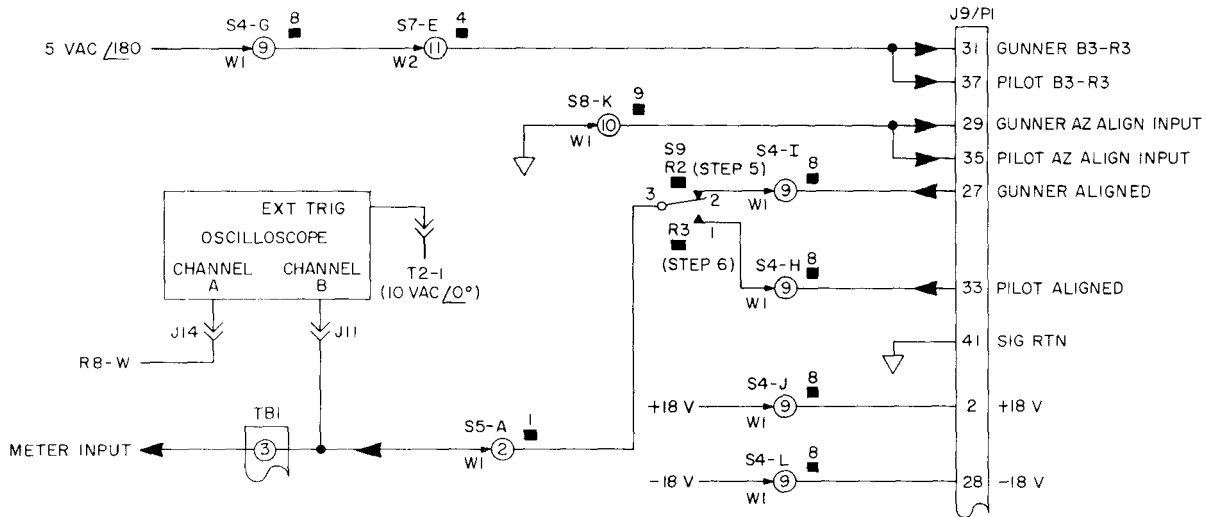 J9/P1
S4-G 8
S7-E 4
5 VAC /180
9
11
W1
W2
31 GUNNER B3-R3
37 PILOT B3-R3
S8-K 9
10
W1
29 GUNNER AZ ALIGN INPUT
35 PILOT AZ ALIGN INPUT
S9
R2 (STEP 5)
S4-I 8
3
2
9
W1
27 GUNNER ALIGNED
R3
1
(STEP 6)
S4-H 8
9
W1
33 PILOT ALIGNED
EXT TRIG
OSCILLOSCOPE
CHANNEL A
CHANNEL B
T2-1
(10 VAC /0°)
J14
J11
R8-W
41 SIG RTN
S4-J 8
+18 V
9
W1
2 +18 V
TB1
METER INPUT
3
S5-A 1
2
W1
S4-L 8
-18 V
9
W1
28 -18 V